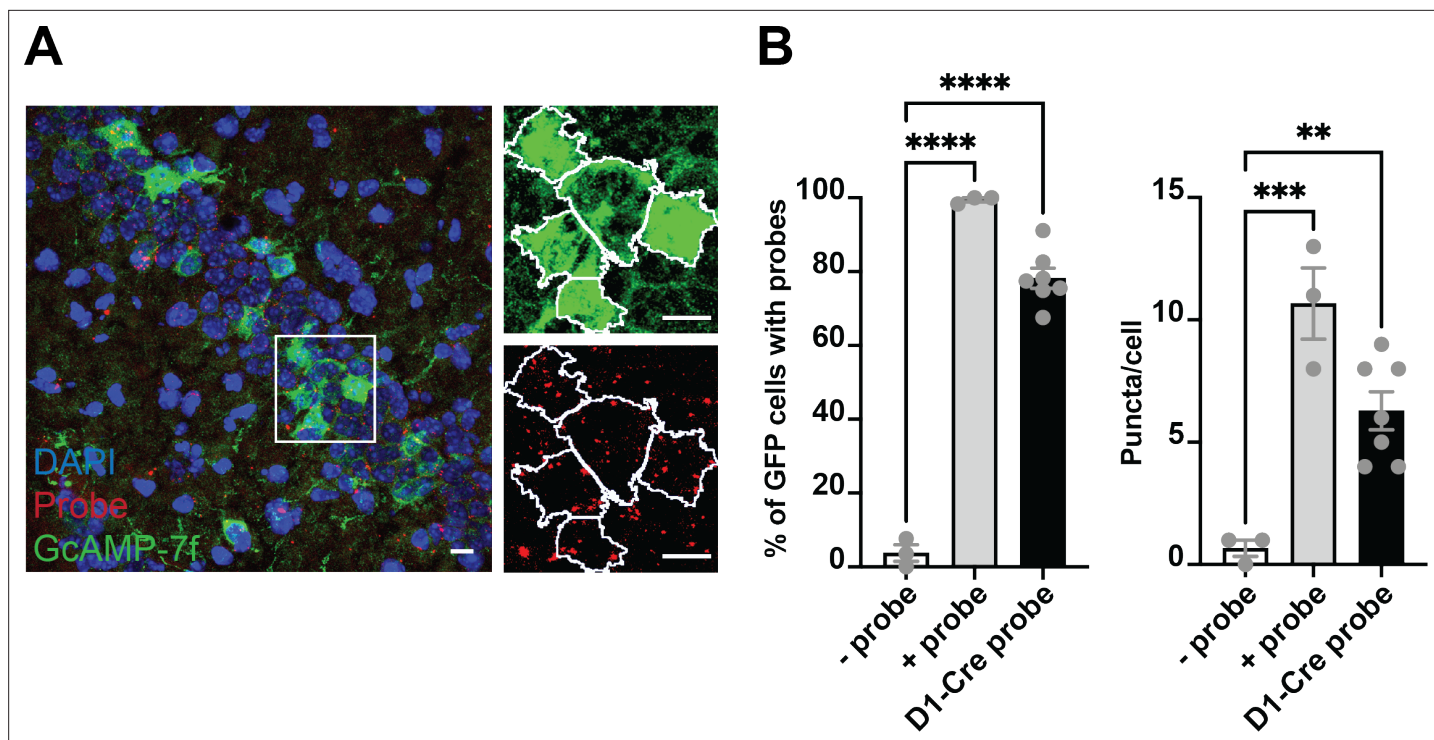 A
DAPI
Probe
GcAMP-7f
B
****
****
% of GFP cells with probes
100
80
60
40
20
0
- probe
+ probe
D1-Cre probe
**
***
Puncta/cell
15
10
5
0
- probe
+ probe
D1-Cre probe